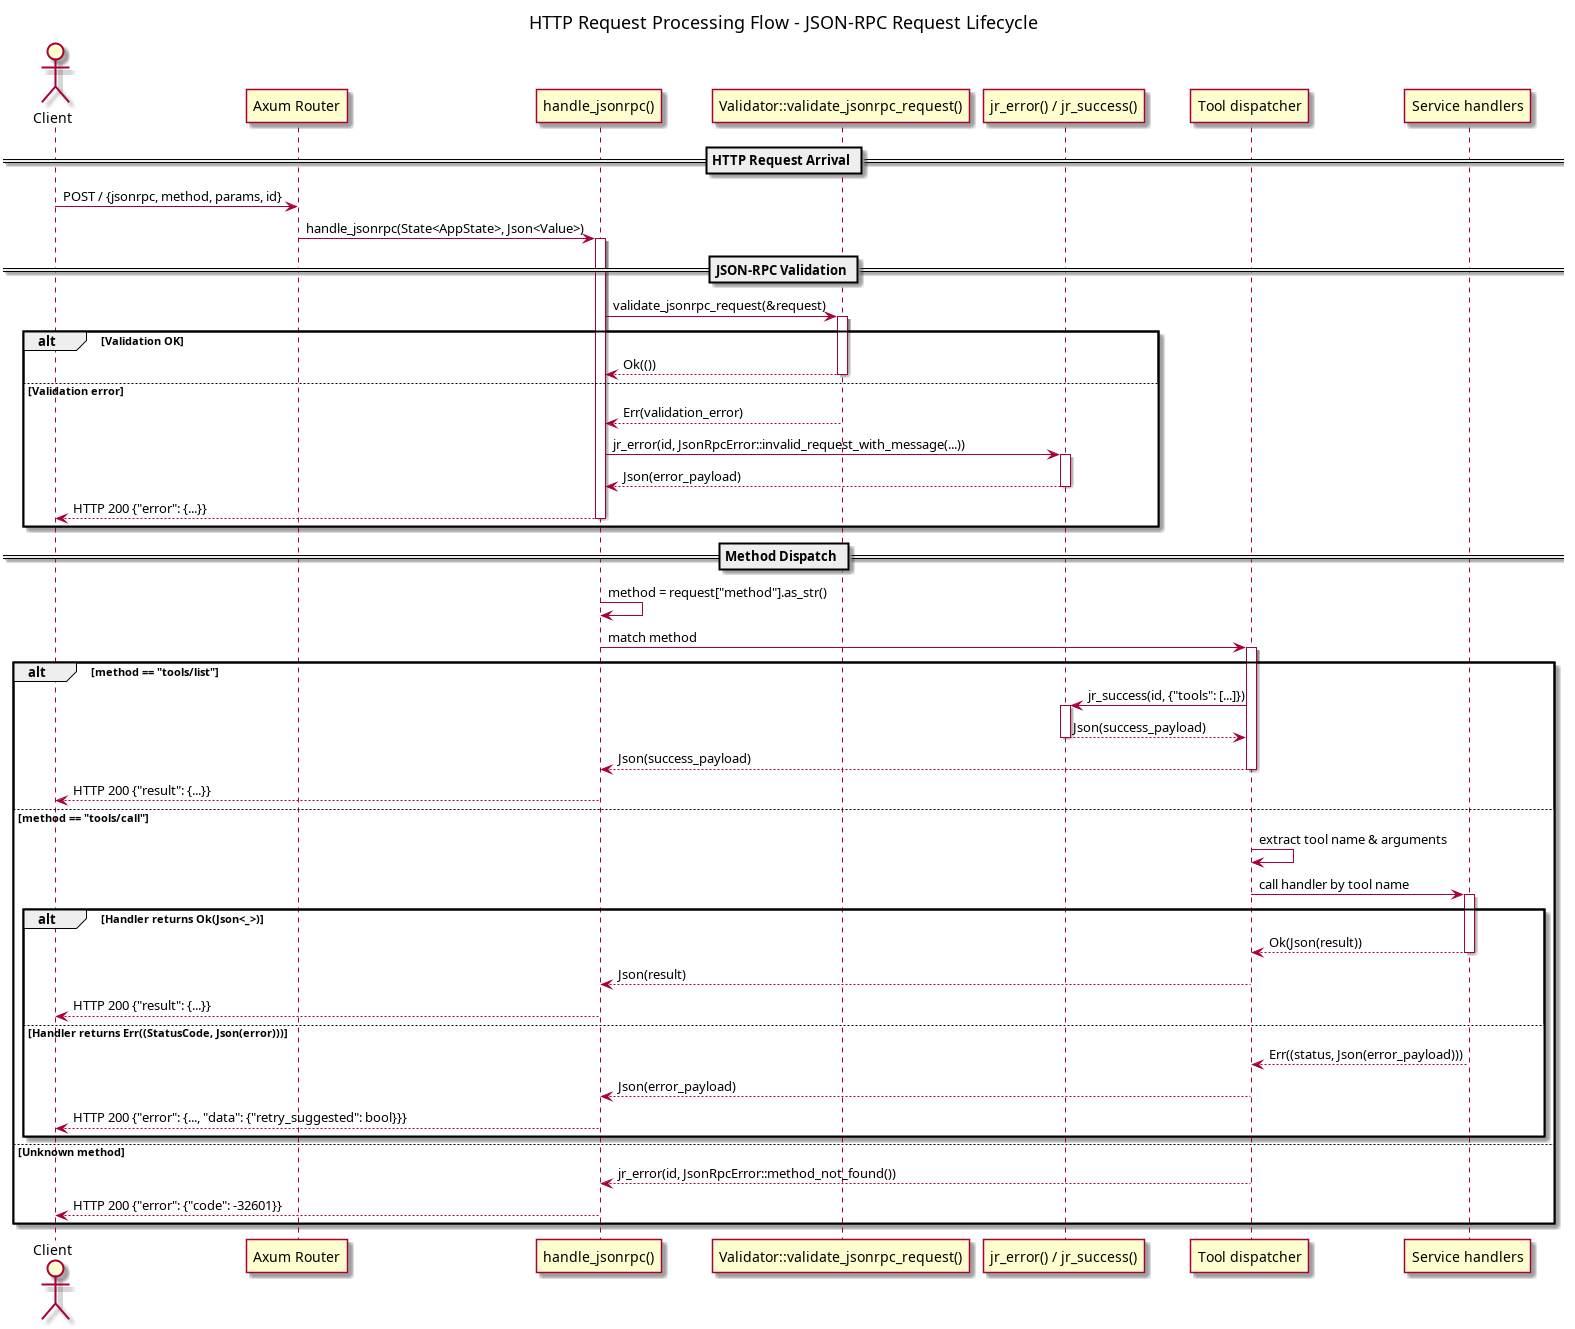 HTTP Request Processing Flow - JSON-RPC Request Lifecycle
Client
Axum Router
handle_jsonrpc()
Validator::validate_jsonrpc_request()
jr_error() / jr_success()
Tool dispatcher
Service handlers
HTTP Request Arrival
POST / {jsonrpc, method, params, id}
handle_jsonrpc(State<AppState>, Json<Value>)
JSON-RPC Validation
validate_jsonrpc_request(&request)
alt [Validation OK]
Ok(())
[Validation error]
Err(validation_error)
jr_error(id, JsonRpcError::invalid_request_with_message(...))
Json(error_payload)
HTTP 200 {"error": {...}}
Method Dispatch
method = request["method"].as_str()
match method
alt [method == "tools/list"]
jr_success(id, {"tools": [...]})
Json(success_payload)
Json(success_payload)
HTTP 200 {"result": {...}}
[method == "tools/call"]
extract tool name & arguments
call handler by tool name
alt [Handler returns Ok(Json<_>)]
Ok(Json(result))
Json(result)
HTTP 200 {"result": {...}}
[Handler returns Err((StatusCode, Json(error)))]
Err((status, Json(error_payload)))
Json(error_payload)
HTTP 200 {"error": {..., "data": {"retry_suggested": bool}}}
[Unknown method]
jr_error(id, JsonRpcError::method_not_found())
HTTP 200 {"error": {"code": -32601}}
Client
Axum Router
handle_jsonrpc()
Validator::validate_jsonrpc_request()
jr_error() / jr_success()
Tool dispatcher
Service handlers